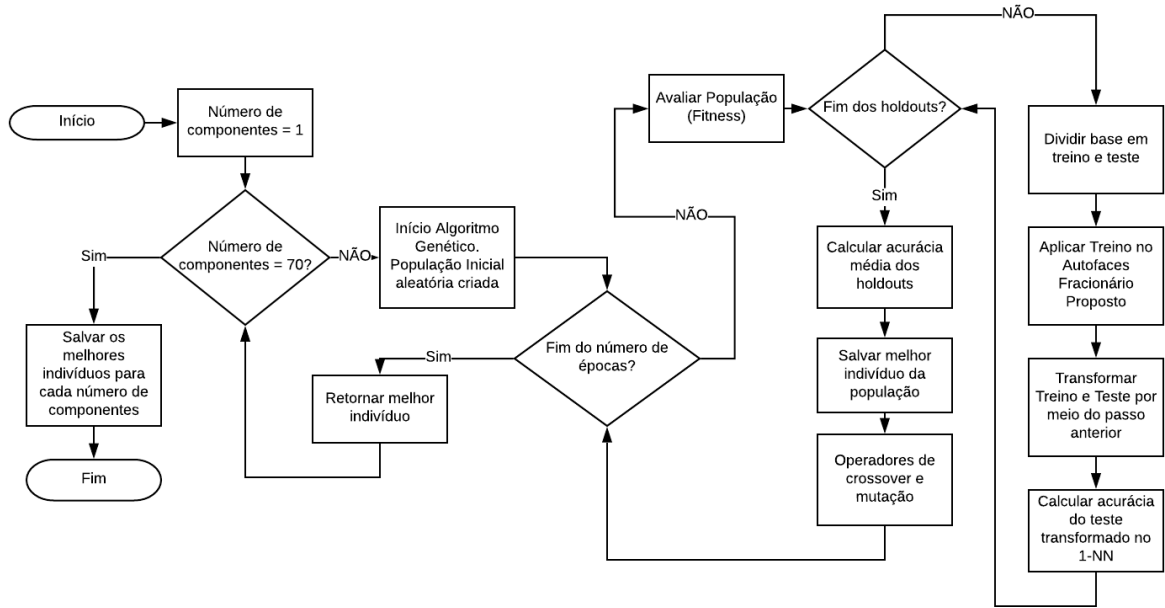 Início
Número de
componentes = 1
Número de
componentes = 70?
Sim
Salvar os
melhores
indivíduos para
cada número de
componentes
Fim
NÃO
Início Algoritmo
Genético.
População Inicial
aleatória criada
Fim do número de
épocas?
Sim
Retornar melhor
indivíduo
NÃO
Avaliar População
(Fitness)
Fim dos holdouts?
Sim
Calcular acurácia
média dos
holdouts
Salvar melhor
indivíduo da
população
Operadores de
crossover e
mutação
NÃO
Dividir base em
treino e teste
Aplicar Treino no
Autofaces
Fracionário
Proposto
Transformar
Treino e Teste por
meio do passo
anterior
Calcular acurácia
do teste
transformado no
1-NN